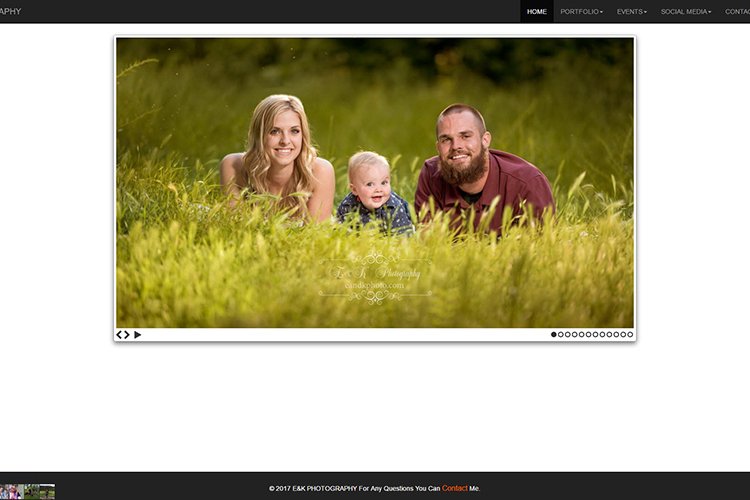 APHY
HOME
PORTFOLIO
EVENTS
SOCIAL MEDIA
CONTAC
E&K Photography
eandkphoto.com
© 2017 E&K PHOTOGRAPHY For Any Questions You Can Contact Me.